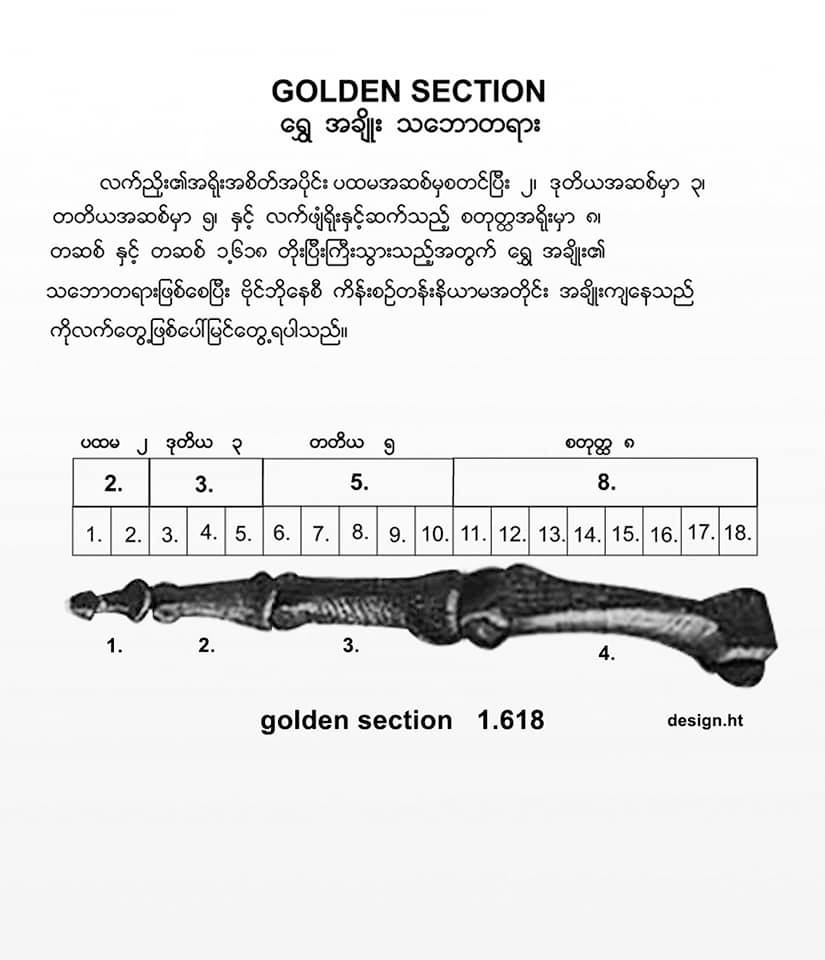 GOLDEN SECTION
ရွှေ အချိုး သဘောတရား
လက်ညှိုး၏အရိုးအစိတ်အပိုင်း ပထမအဆစ်မှစတင်ပြီး ၂၊ ဒုတိယအဆစ်မှာ ၃၊
တတိယအဆစ်မှာ ၅၊ နှင့် လက်ဖျံရိုးနှင့်ဆက်သည့် စတုတ္ထအရိုးမှာ ၈၊
တဆစ် နှင့် တဆစ် ၁့၆၁၈ တိုးပြီးကြီးသွားသည့်အတွက် ရွှေ အချိုး၏
သဘောတရားဖြစ်စေပြီး ဗိုင်ဘိုနေစီ ကိန်းစဉ်တန်းနိယာမအတိုင်း အချိုးကျနေသည်
ကိုလက်တွေ့ဖြစ်ပေါ်မြင်တွေ့ရပါသည်။
ပထမ ၂ ဒုတိယ ၃ တတိယ ၅ စတုတ္ထ ၈
2. 3. 5. 8.
1. 2. 3. 4. 5. 6. 7. 8. 9. 10. 11. 12. 13. 14. 15. 16. 17. 18.
1. 2. 3. 4.
golden section 1.618
design.ht